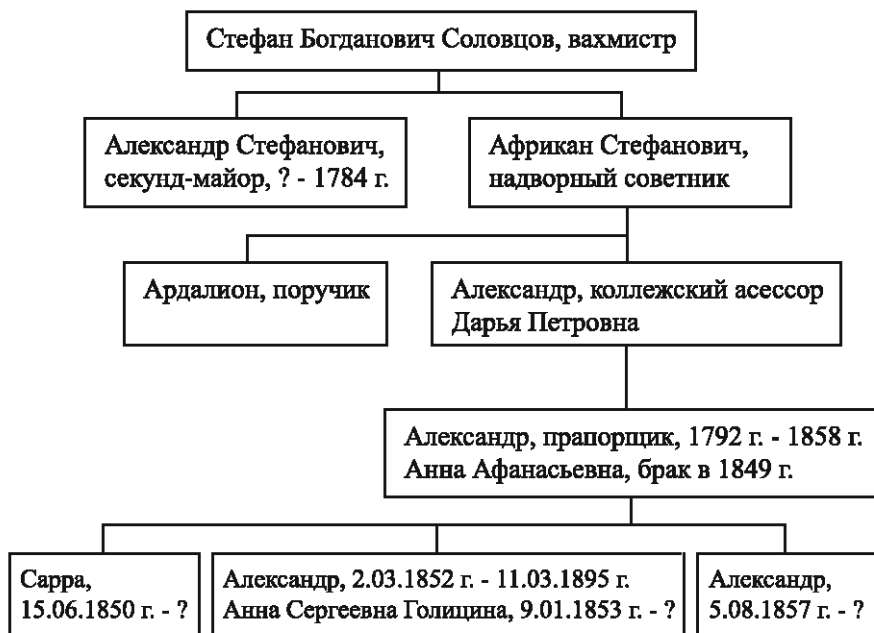 Стефан Богданович Соловцов, вахмистр
Александр Стефанович,
секунд-майор, ? - 1784 г.
Африкан Стефанович,
надворный советник
Ардалион, поручик
Александр, коллежский асессор
Дарья Петровна
Александр, прапорщик, 1792 г. - 1858 г.
Анна Афанасьевна, брак в 1849 г.
Сарра,
15.06.1850 г. - ?
Александр, 2.03.1852 г. - 11.03.1895 г.
Анна Сергеевна Голицина, 9.01.1853 г. - ?
Александр,
5.08.1857 г. - ?